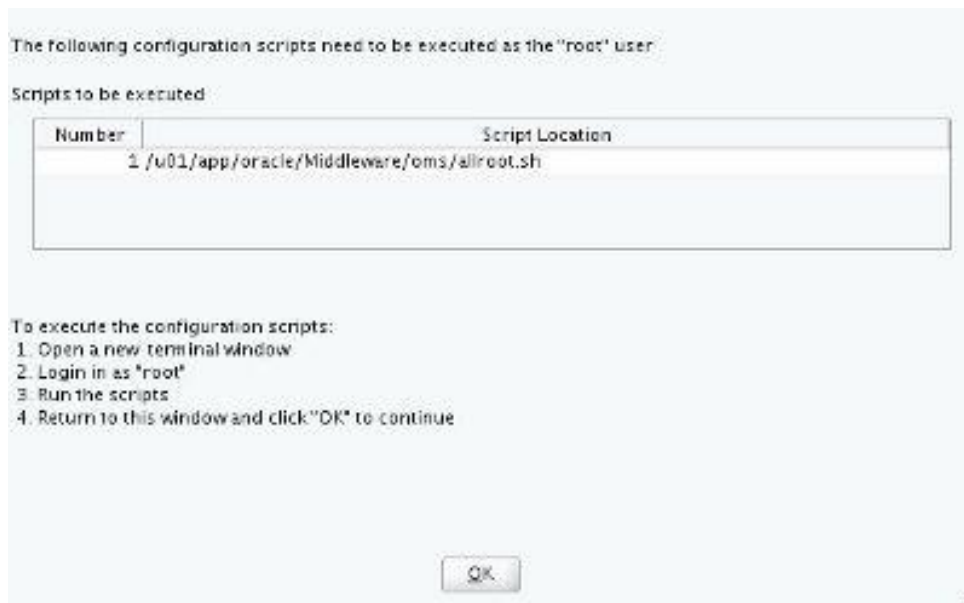 The following configuration scripts need to be executed as the "root" user
Scripts to be executed
Number Script Location
1 /u01/app/oracle/Middleware/oms/allroot.sh
To execute the configuration scripts:
1. Open a new terminal window
2. Login in as "root"
3. Run the scripts
4. Return to this window and click "OK" to continue
OK